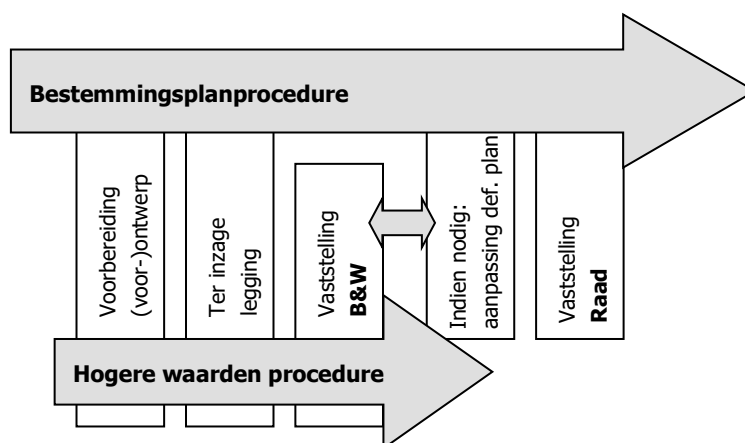 Bestemmingsplanprocedure
Voorbereiding
(voor-)ontwerp
Ter inzage
legging
Vaststelling
B&W
Indien nodig:
aanpassing def. plan
Vaststelling
Raad
Hogere waarden procedure